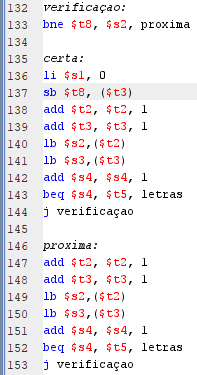 132 verificaçao:
133 bne $t8, $s2, proxima
134
135 certa:
136 li $s1, 0
137 sb $t8, ($t3)
138 add $t2, $t2, 1
139 add $t3, $t3, 1
140 lb $s2,($t2)
141 lb $s3,($t3)
142 add $s4, $s4, 1
143 beq $s4, $t5, letras
144 j verificaçao
145
146 proxima:
147 add $t2, $t2, 1
148 add $t3, $t3, 1
149 lb $s2,($t2)
150 lb $s3,($t3)
151 add $s4, $s4, 1
152 beq $s4, $t5, letras
153 j verificaçao